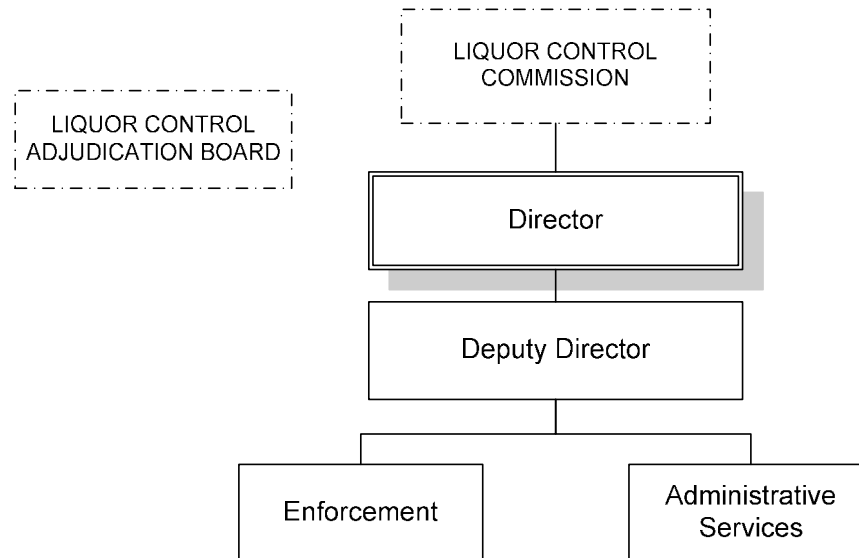 LIQUOR CONTROL
COMMISSION
LIQUOR CONTROL
ADJUDICATION BOARD
Director
Deputy Director
Enforcement
Administrative
Services